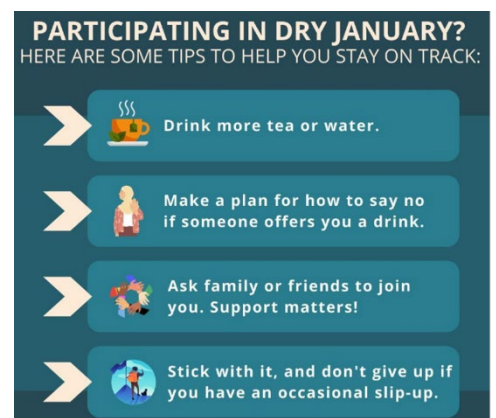 PARTICIPATING IN DRY JANUARY?
HERE ARE SOME TIPS TO HELP YOU STAY ON TRACK:
Drink more tea or water.
Make a plan for how to say no
if someone offers you a drink.
Ask family or friends to join
you. Support matters!
Stick with it, and don't give up if
you have an occasional slip-up.